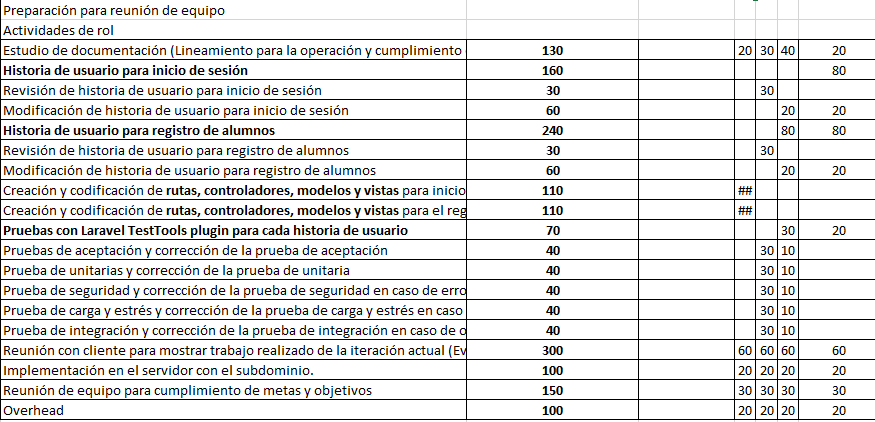 Preparación para reunión de equipo
Actividades de rol
Estudio de documentación (Lineamiento para la operación y cumplimiento 130 20 30 40 20
Historia de usuario para inicio de sesión 160 80
Revisión de historia de usuario para inicio de sesión 30 30
Modificación de historia de usuario para inicio de sesión 60 20 20
Historia de usuario para registro de alumnos 240 80 80
Revisión de historia de usuario para registro de alumnos 30 30
Modificación de historia de usuario para registro de alumnos 60 20 20
Creación y codificación de rutas, controladores, modelos y vistas para inicio 110 ##
Creación y codificación de rutas, controladores, modelos y vistas para el reg 110 ##
Pruebas con Laravel TestTools plugin para cada historia de usuario 70 30 20
Pruebas de aceptación y corrección de la prueba de aceptación 40 30 10
Prueba de unitarias y corrección de la prueba de unitaria 40 30 10
Prueba de seguridad y corrección de la prueba de seguridad en caso de erro 40 30 10
Prueba de carga y estrés y corrección de la prueba de carga y estrés en caso 40 30 10
Prueba de integración y corrección de la prueba de integración en caso de o 40 30 10
Reunión con cliente para mostrar trabajo realizado de la iteración actual (Ev 300 60 60 60 60
Implementación en el servidor con el subdominio. 100 20 20 20 20
Reunión de equipo para cumplimiento de metas y objetivos 150 30 30 30 30
Overhead 100 20 20 20 20